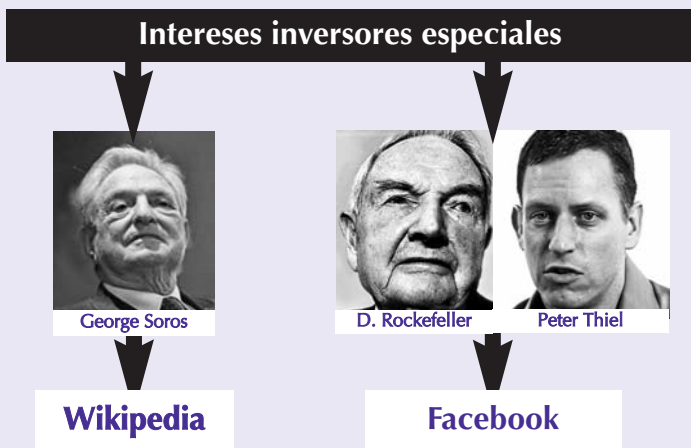 Intereses inversores especiales
George Soros
D. Rockefeller
Peter Thiel
Wikipedia
Facebook